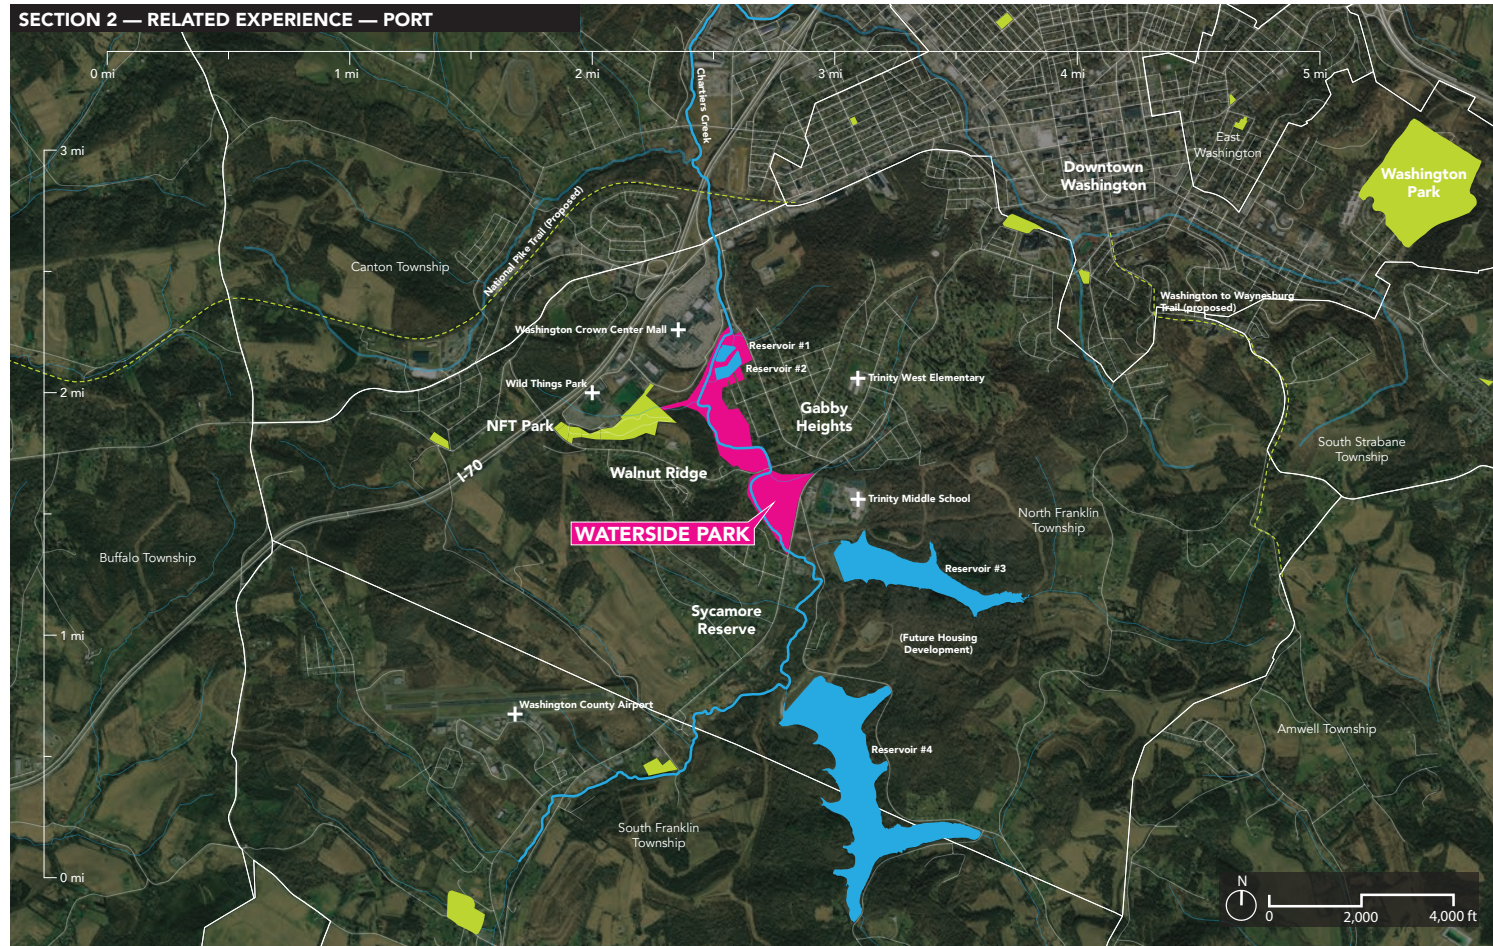 SECTION 2 — RELATED EXPERIENCE — PORT
0 mi
1 mi
2 mi
3 mi
4 mi
5 mi
Chartiers Creek
3 mi
East
Washington
Downtown
Washington
Washington
Park
National Pike Trail (Proposed)
Canton Township
Washington to Waynesburg
Trail (proposed)
Washington Crown Center Mall
Reservoir #1
Reservoir #2
Trinity West Elementary
Wild Things Park
2 mi
NFT Park
Gabby
Heights
South Strabane
Township
I-70
Walnut Ridge
Trinity Middle School
North Franklin
Township
WATERSIDE PARK
Buffalo Township
Reservoir #3
Sycamore
Reserve
1 mi
(Future Housing
Development)
Washington County Airport
Amwell Township
Reservoir #4
South Franklin
Township
0 mi
N
0
2,000
4,000 ft